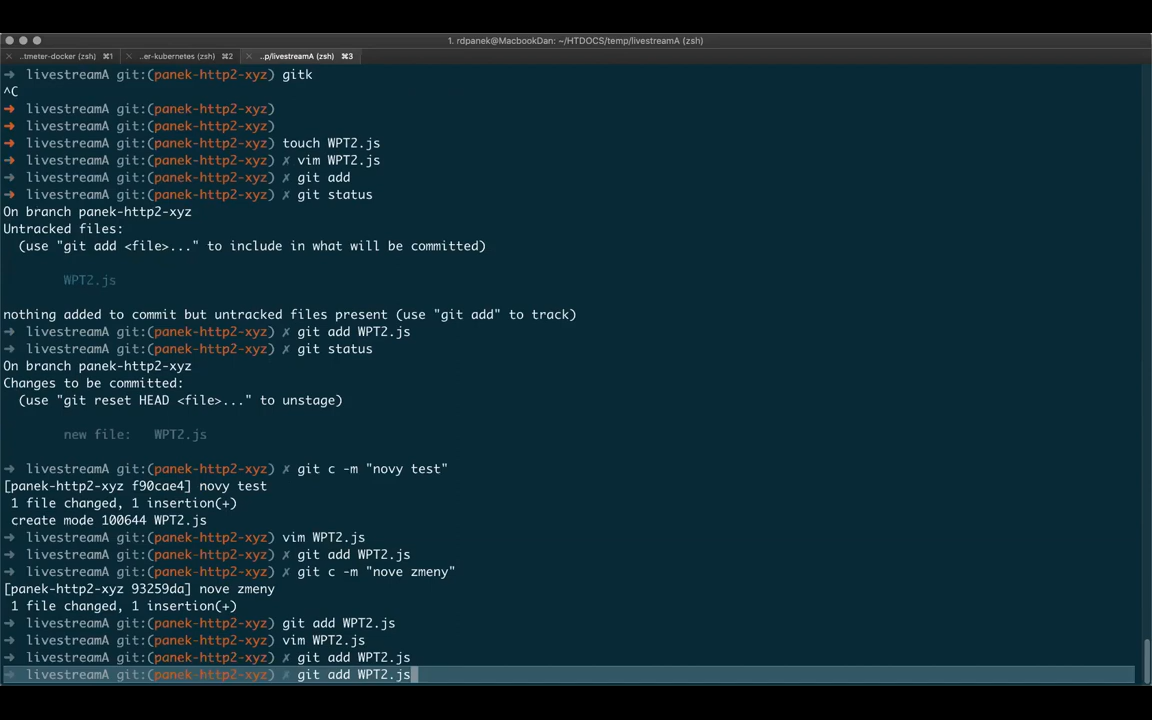 1. rdpanek@MacbookDan: ~/HTDOCS/temp/livestreamA (zsh)
..tmeter-docker (zsh) ⌘1 ..er-kubernetes (zsh) ⌘2 ..p/livestreamA (zsh) ⌘3
➜ livestreamA git:(panek-http2-xyz) gitk
^C
➜ livestreamA git:(panek-http2-xyz)
➜ livestreamA git:(panek-http2-xyz)
➜ livestreamA git:(panek-http2-xyz) touch WPT2.js
➜ livestreamA git:(panek-http2-xyz) ✗ vim WPT2.js
➜ livestreamA git:(panek-http2-xyz) ✗ git add
➜ livestreamA git:(panek-http2-xyz) ✗ git status
On branch panek-http2-xyz
Untracked files:
(use "git add <file>..." to include in what will be committed)
WPT2.js
nothing added to commit but untracked files present (use "git add" to track)
➜ livestreamA git:(panek-http2-xyz) ✗ git add WPT2.js
➜ livestreamA git:(panek-http2-xyz) ✗ git status
On branch panek-http2-xyz
Changes to be committed:
(use "git reset HEAD <file>..." to unstage)
new file: WPT2.js
➜ livestreamA git:(panek-http2-xyz) ✗ git c -m "novy test"
[panek-http2-xyz f90cae4] novy test
1 file changed, 1 insertion(+)
create mode 100644 WPT2.js
➜ livestreamA git:(panek-http2-xyz) vim WPT2.js
➜ livestreamA git:(panek-http2-xyz) ✗ git add WPT2.js
➜ livestreamA git:(panek-http2-xyz) ✗ git c -m "nove zmeny"
[panek-http2-xyz 93259da] nove zmeny
1 file changed, 1 insertion(+)
➜ livestreamA git:(panek-http2-xyz) git add WPT2.js
➜ livestreamA git:(panek-http2-xyz) vim WPT2.js
➜ livestreamA git:(panek-http2-xyz) ✗ git add WPT2.js
➜ livestreamA git:(panek-http2-xyz) ✗ git add WPT2.js